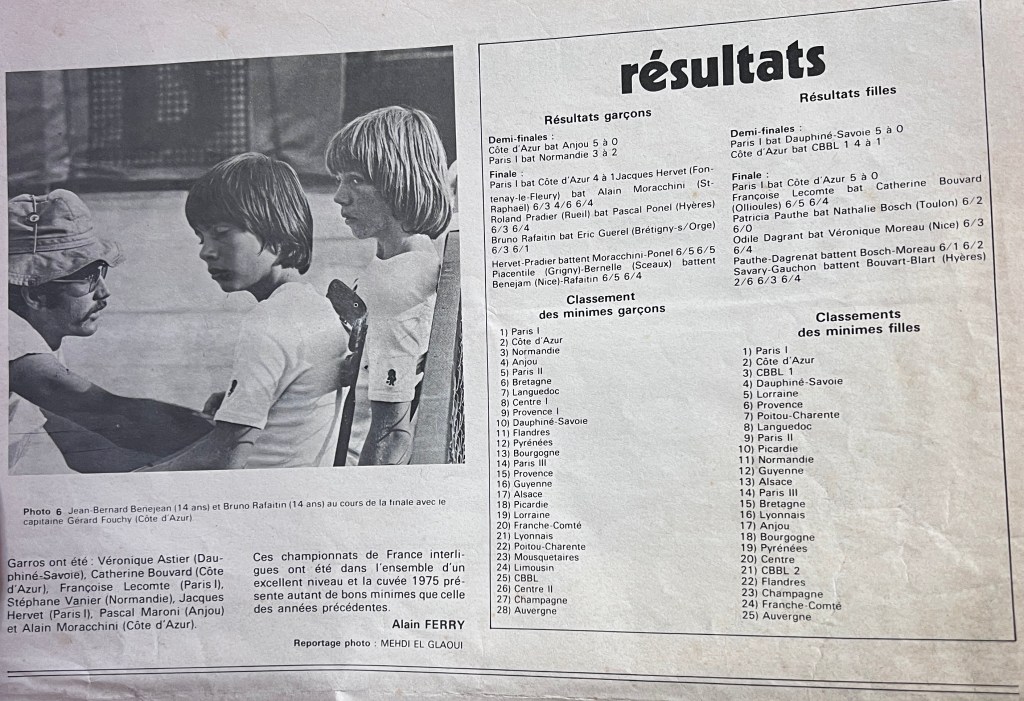 Photo 6 Jean-Bernard Benejean (14 ans) et Bruno Rafaitin (14 ans) au cours de la finale avec le
capitaine Gérard Fouchy (Côte d'Azur)
Garros ont été : Véronique Astier (Dau-
phiné-Savoie), Catherine Bouvard (Côte
d'Azur), Françoise Lecomte (Paris I),
Stéphane Vanier (Normandie), Jacques
Hervet (Paris I), Pascal Maroni (Anjou)
et Alain Moracchini (Côte d'Azur).
Ces championnats de France interli-
gues ont été dans l'ensemble d'un
excellent niveau et la cuvée 1975 pré-
sente autant de bons minimes que celle
des années précédentes.
Alain FERRY
Reportage photo : MEHDI EL GLAOUI
résultats
Résultats garçons
Demi-finales :
Côte d'Azur bat Anjou 5 à 0
Paris I bat Normandie 3 à 2
Finale :
Paris I bat Côte d'Azur 4 à 1 Jacques Hervet (Fon-
tenay-le-Fleury) bat Alain Moracchini (St-
Raphaël) 6/3 4/6 6/4
Roland Pradier (Rueil) bat Pascal Ponel (Hyères)
6/3 6/4
Bruno Rafaitin bat Eric Guerel (Brétigny-s/Orge)
6/3 6/1
Hervet-Pradier battent Moracchini-Ponel 6/5 6/5
Piacentile (Grigny)-Bernelle (Sceaux) battent
Benejam (Nice)-Rafaitin 6/5 6/4
Classement
des minimes garçons
1) Paris I
2) Côte d'Azur
3) Normandie
4) Anjou
5) Paris II
6) Bretagne
7) Languedoc
8) Centre I
9) Provence I
10) Dauphiné-Savoie
11) Flandres
12) Pyrénées
13) Bourgogne
14) Paris III
15) Provence
16) Guyenne
17) Alsace
18) Picardie
19) Lorraine
20) Franche-Comté
21) Lyonnais
22) Poitou-Charente
23) Mousquetaires
24) Limousin
25) CBBL
26) Centre II
27) Champagne
28) Auvergne
Résultats filles
Demi-finales :
Paris I bat Dauphiné-Savoie 5 à 0
Côte d'Azur bat CBBL 1 4 à 1
Finale :
Paris I bat Côte d'Azur 5 à 0
Françoise Lecomte bat Catherine Bouvard
(Ollioules) 6/5 6/4
Patricia Pauthe bat Nathalie Bosch (Toulon) 6/2
6/0
Odile Dagrant bat Véronique Moreau (Nice) 6/3
6/4
Pauthe-Dagrenat battent Bosch-Moreau 6/1 6/2
Savary-Gauchon battent Bouvart-Blart (Hyères)
2/6 6/3 6/4
Classements
des minimes filles
1) Paris I
2) Côte d'Azur
3) CBBL 1
4) Dauphiné-Savoie
5) Lorraine
6) Provence
7) Poitou-Charente
8) Languedoc
9) Paris II
10) Picardie
11) Normandie
12) Guyenne
13) Alsace
14) Paris III
15) Bretagne
16) Lyonnais
17) Anjou
18) Bourgogne
19) Pyrénées
20) Centre
21) CBBL 2
22) Flandres
23) Champagne
24) Franche-Comté
25) Auvergne